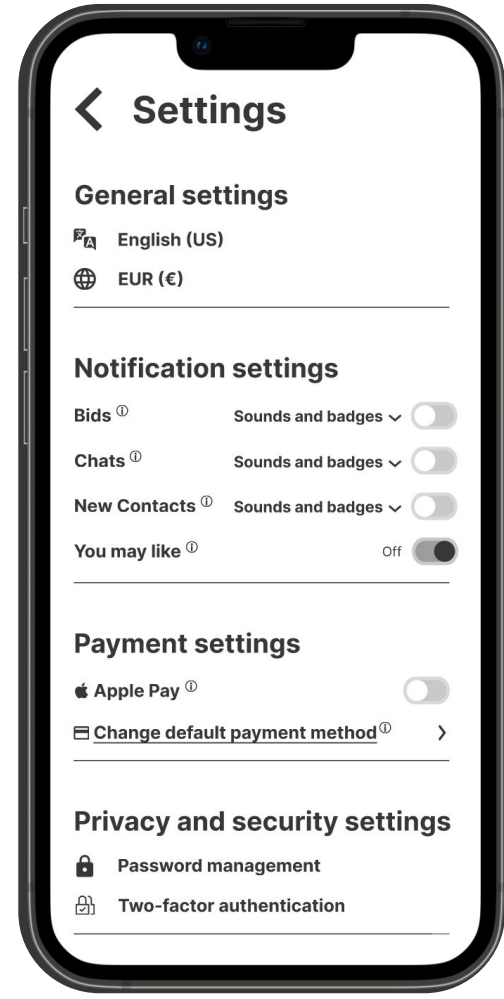 Settings
General settings
English (US)
EUR (€)
Notification settings
Bids ⓘ Sounds and badges
Chats ⓘ Sounds and badges
New Contacts ⓘ Sounds and badges
You may like ⓘ Off
Payment settings
Apple Pay ⓘ
Change default payment method ⓘ
Privacy and security settings
Password management
Two-factor authentication